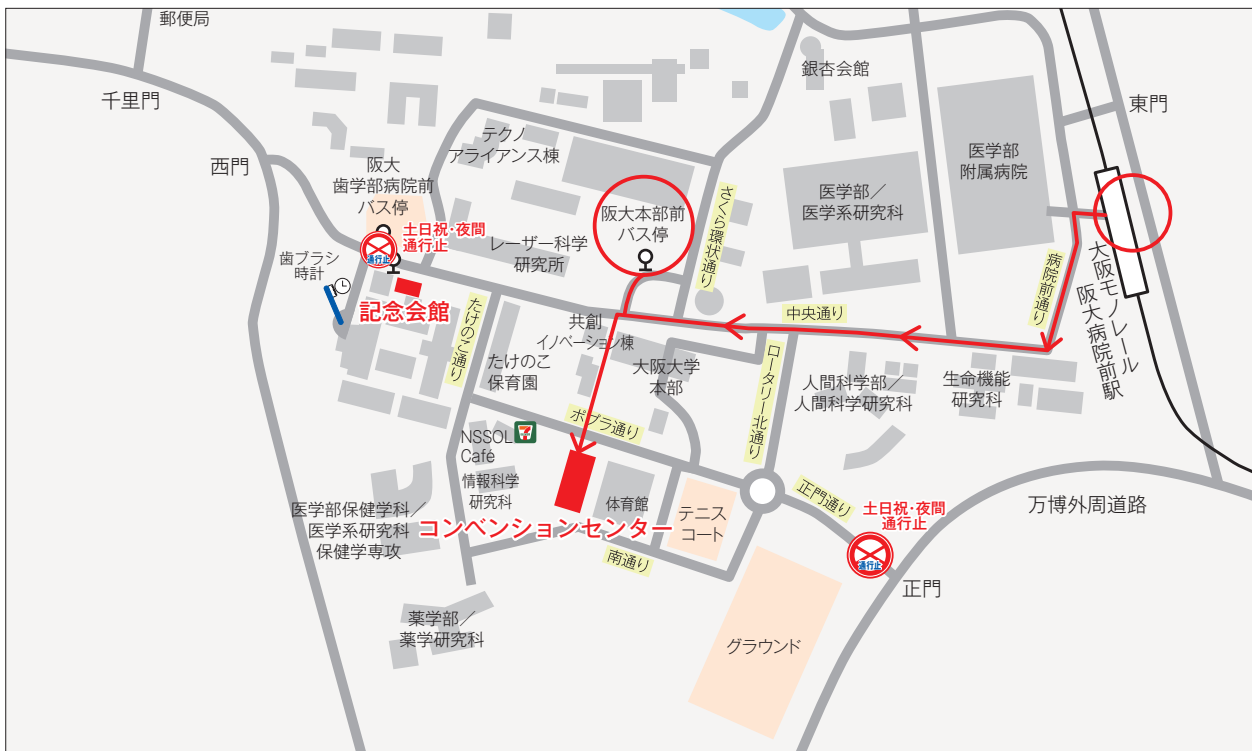 郵便局
千里門
西門
銀杏会館
東門
テクノ
アライアンス棟
阪大
歯学部病院前
バス停
医学部
附属病院
医学部／
医学系研究科
阪大本部前
バス停
さくら環状通り
土日祝・夜間
通行止
通行止
レーザー科学
研究所
歯ブラシ
時計
記念会館
たけのこ通り
病院前通り
大阪モノレール
阪大病院前駅
中央通り
共創
イノベーション棟
たけのこ
保育園
大阪大学
本部
ロータリー北通り
人間科学部／
人間科学研究科
生命機能
研究科
ポプラ通り
NSSOL
Café
7
情報科学
研究科
体育館
テニス
コート
正門通り
土日祝・夜間
通行止
通行止
万博外周道路
医学部保健学科／
医学系研究科
保健学専攻
コンベンションセンター
南通り
正門
薬学部／
薬学研究科
グラウンド